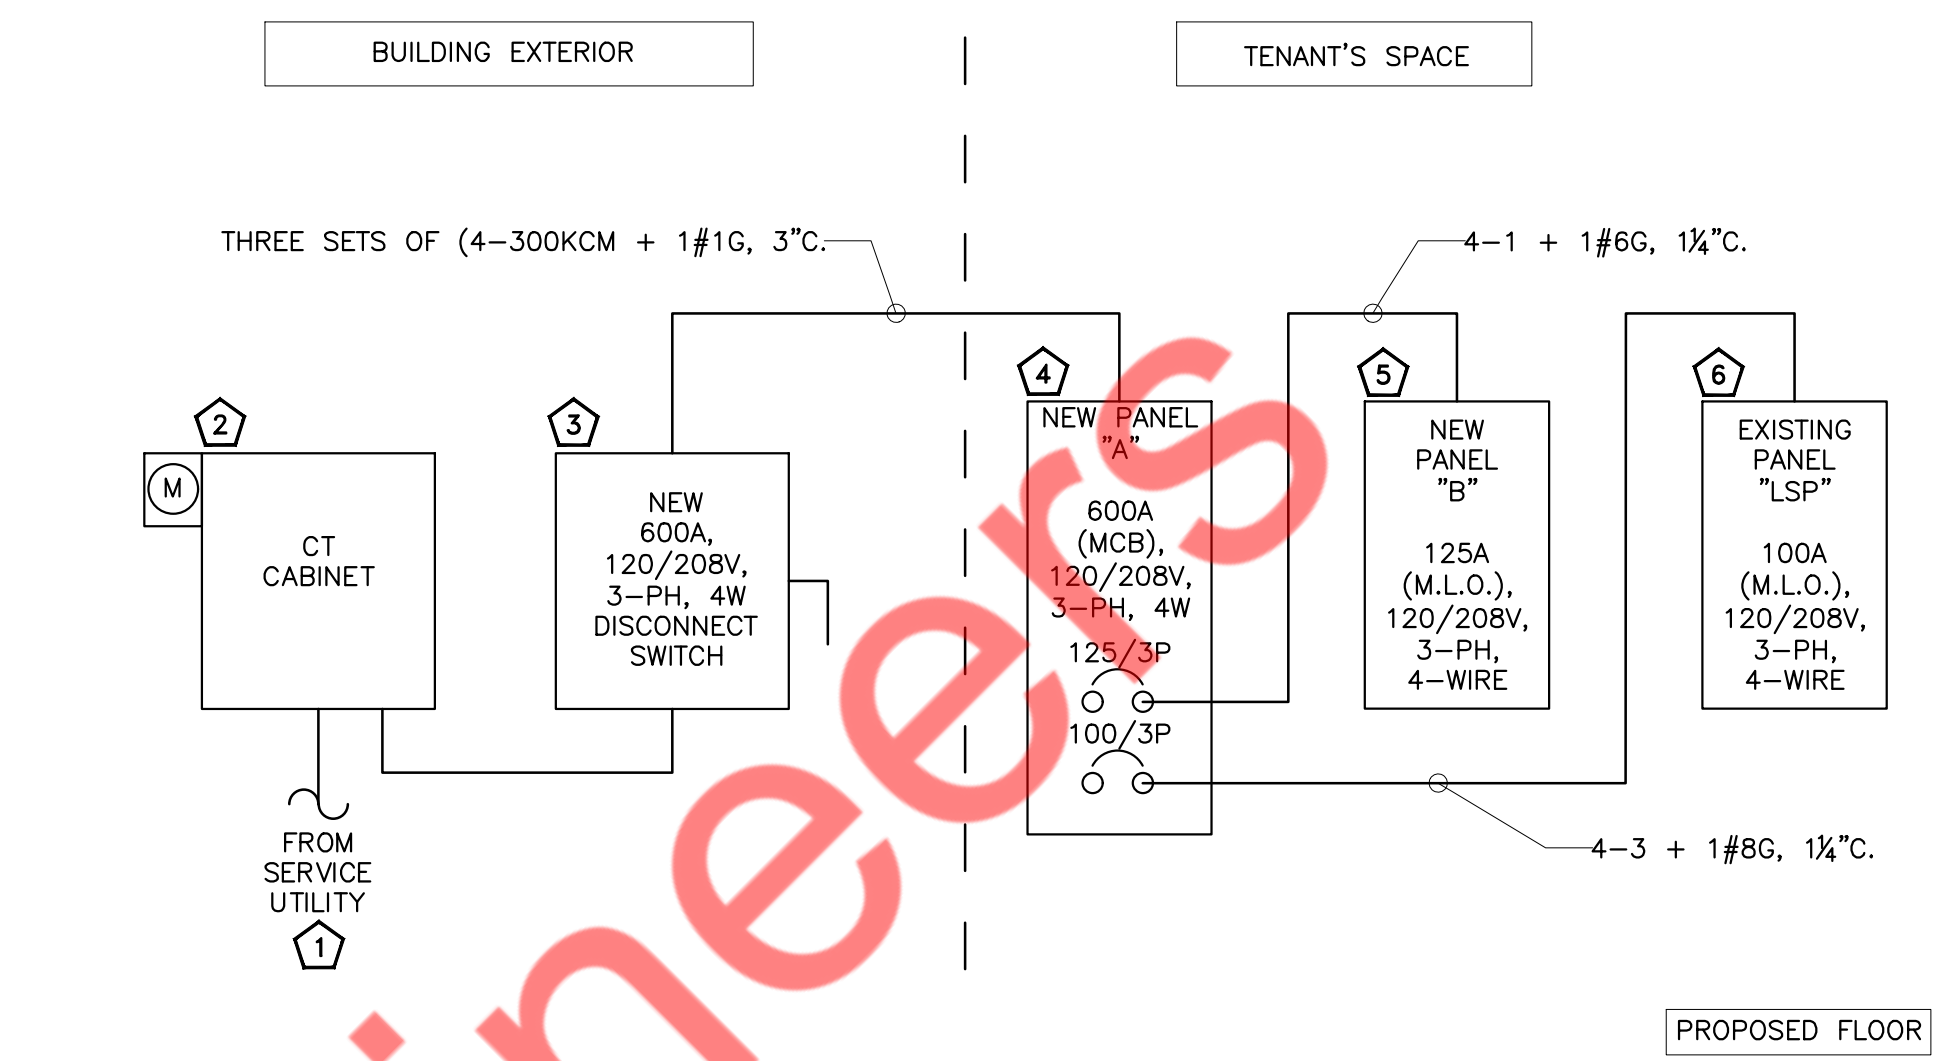 BUILDING EXTERIOR
TENANT'S SPACE
THREE SETS OF (4-300KCM + 1#1G, 3"C.
4-1 + 1#6G, 1¼"C.
2
M
CT
CABINET
3
NEW
600A,
120/208V,
3-PH, 4W
DISCONNECT
SWITCH
4
NEW PANEL
"A"
600A
(MCB),
120/208V,
3-PH, 4W
125/3P
100/3P
5
NEW
PANEL
"B"
125A
(M.L.O.),
120/208V,
3-PH,
4-WIRE
6
EXISTING
PANEL
"LSP"
100A
(M.L.O.),
120/208V,
3-PH,
4-WIRE
4-3 + 1#8G, 1¼"C.
FROM
SERVICE
UTILITY
1
PROPOSED FLOOR
ineers